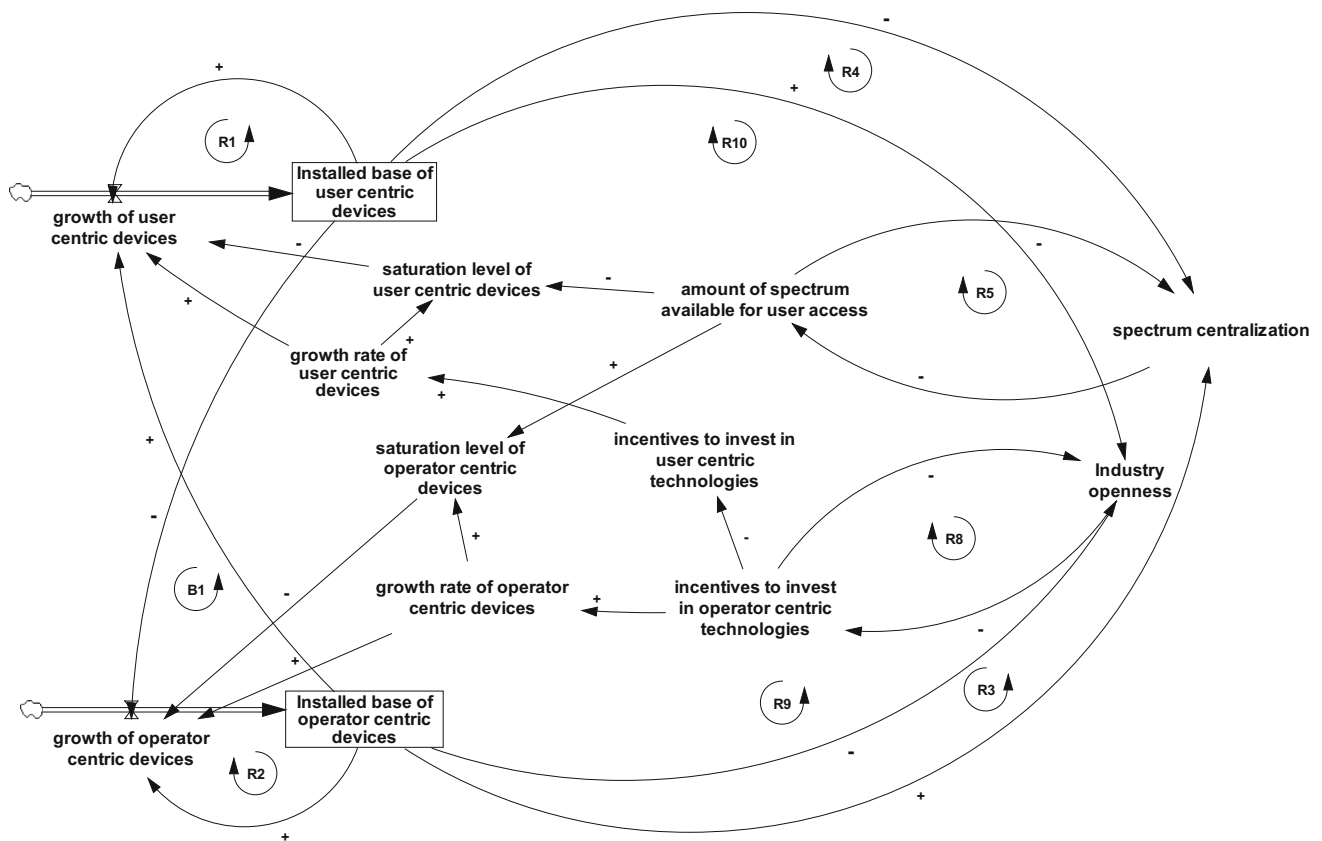 -
R4
+
+
R1
R10
Installed base of
user centric
devices
growth of user
centric devices
-
-
saturation level of
user centric devices
-
amount of spectrum
available for user access
R5
spectrum centralization
+
+
growth rate of
user centric
devices
+
-
+
incentives to invest in
user centric
technologies
saturation level of
operator centric
devices
+
Industry
openness
-
-
+
-
R8
B1
-
growth rate of operator
centric devices
+
incentives to invest
in operator centric
technologies
-
+
R9
R3
Installed base of
operator centric
devices
growth of operator
centric devices
R2
-
+
+